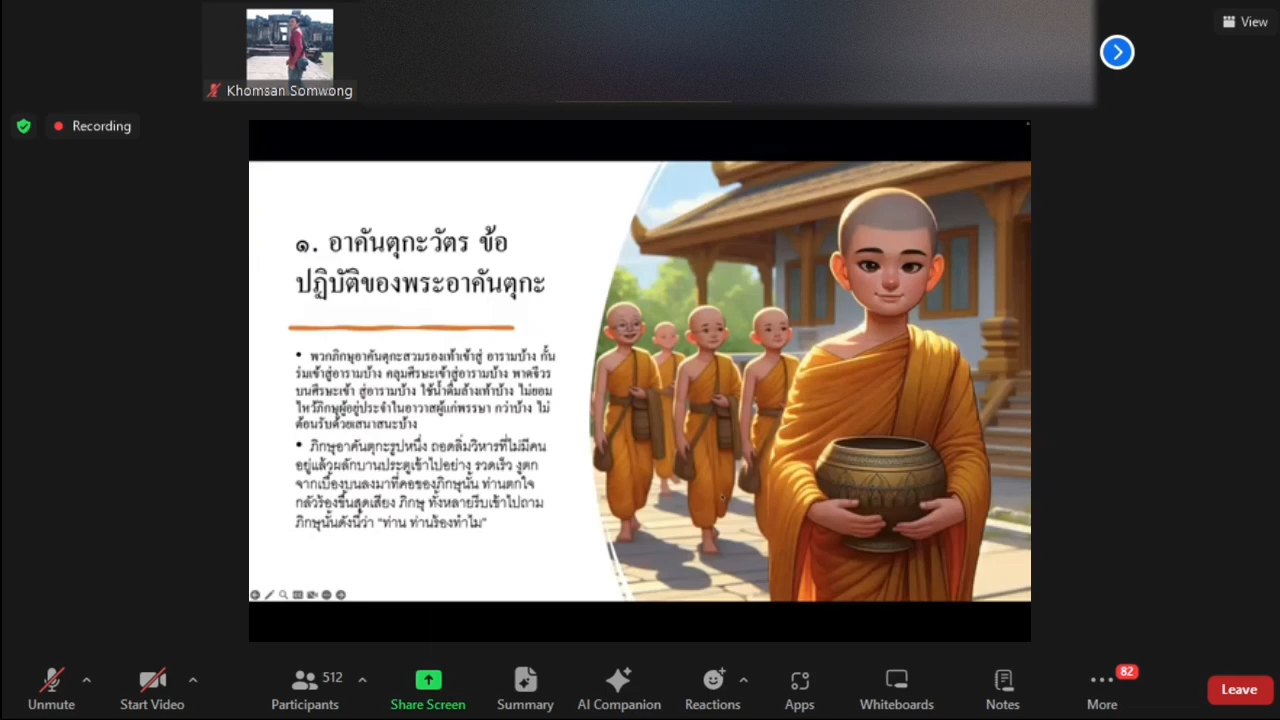 View
Khomsan Somwong
Recording
๑. อาคันตุกะวัตร ข้อ
ปฏิบัติของพระอาคันตุกะ
• พวกภิกษุอาคันตุกะสวมรองเท้าเข้าสู่ อารามบ้าง กั้น
ร่มเข้าสู่อารามบ้าง คลุมศีรษะเข้าสู่อารามบ้าง พาดจีวร
บนศีรษะเข้า สู่อารามบ้าง ใช้น้ำดื่มล้างเท้าบ้าง ไม่ยอม
ไหว้ภิกษุผู้อยู่ประจำในอาวาสผู้แก่พรรษา กว่าบ้าง ไม่
ต้อนรับด้วยเสนาสนะบ้าง
• ภิกษุอาคันตุกะรูปหนึ่ง ถอดลิ่มวิหารที่ไม่มีคน
อยู่แล้วผลักบานประตูเข้าไปอย่าง รวดเร็ว งูตก
จากเบื้องบนลงมาที่คอของภิกษุนั้น ท่านตกใจ
กลัวร้องขึ้นสุดเสียง ภิกษุ ทั้งหลายรีบเข้าไปถาม
ภิกษุนั้นดังนี้ว่า "ท่าน ท่านร้องทำไม"
512
82
Unmute
Start Video
Participants
Share Screen
Summary
AI Companion
Reactions
Apps
Whiteboards
Notes
More
Leave